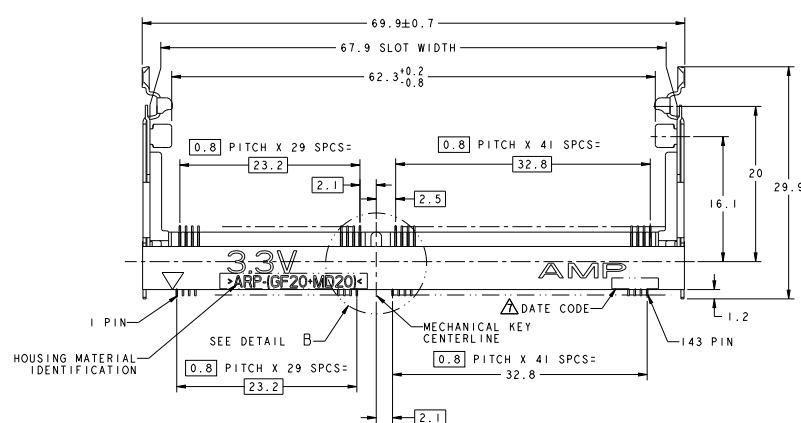 69.9±0.7
67.9 SLOT WIDTH
62.3 +0.2 -0.8
0.8 PITCH X 29 SPCS=
23.2
0.8 PITCH X 41 SPCS=
32.8
2.1
2.5
16.1
20
29.9
3.3V
>ARP-(GF20+MD20)<
AMP
7 DATE CODE
1.2
1 PIN
SEE DETAIL B
MECHANICAL KEY
CENTERLINE
143 PIN
HOUSING MATERIAL
IDENTIFICATION
0.8 PITCH X 29 SPCS=
23.2
0.8 PITCH X 41 SPCS=
32.8
2.1